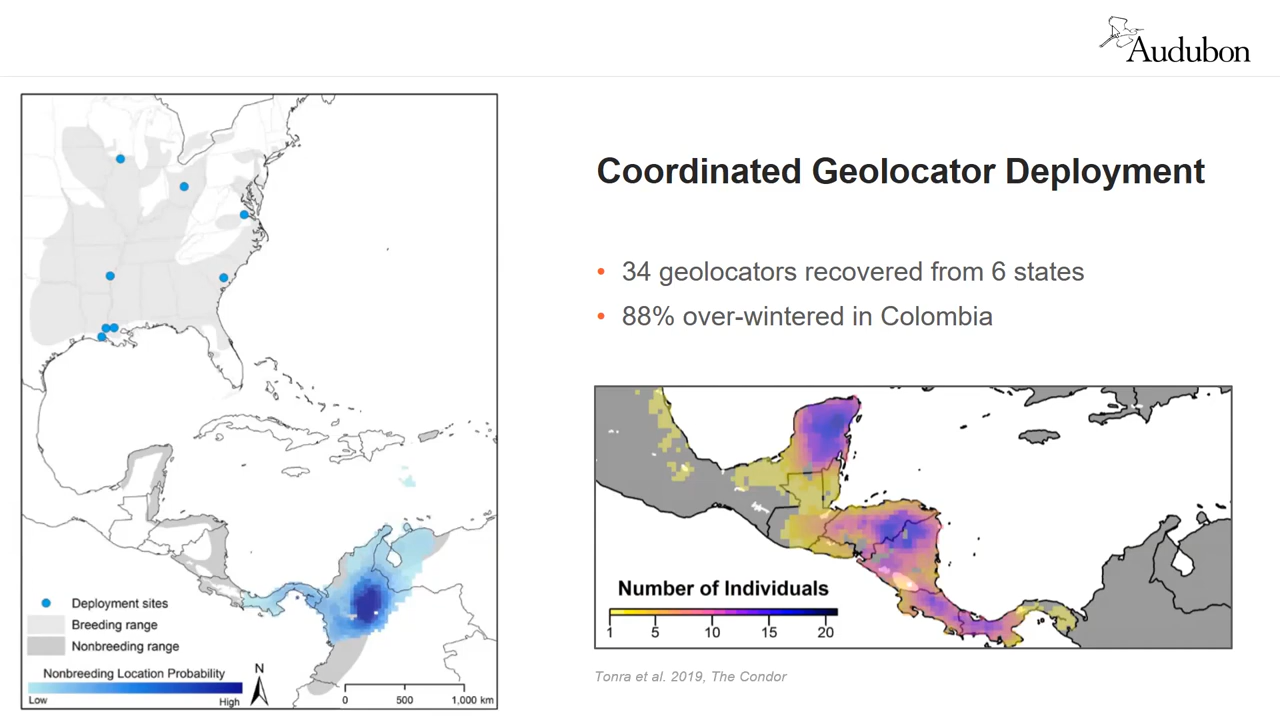 Audubon
Coordinated Geolocator Deployment
• 34 geolocators recovered from 6 states
• 88% over-wintered in Colombia
Deployment sites
Breeding range
Nonbreeding range
Nonbreeding Location Probability
Low High
N
0 500 1,000 km
Number of Individuals
1 5 10 15 20
Tonra et al. 2019, The Condor